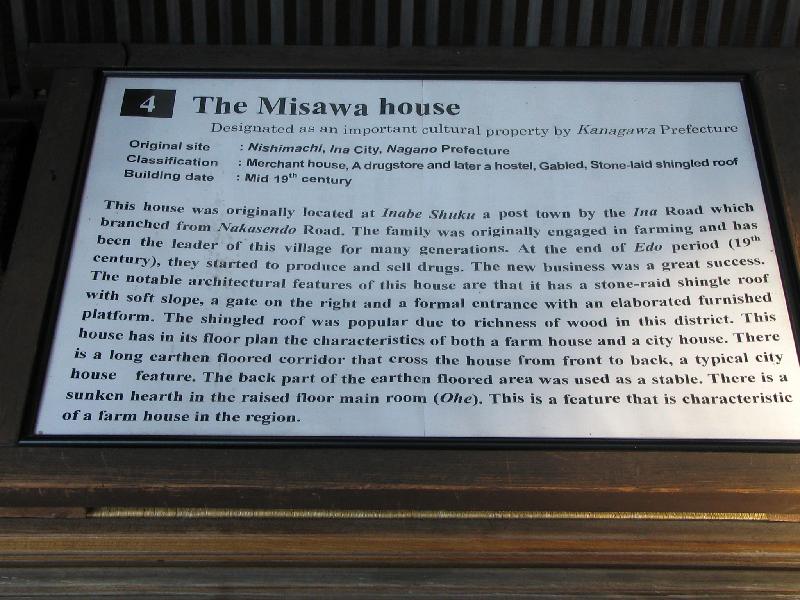 4 The Misawa house
Designated as an important cultural property by Kanagawa Prefecture
Original site : Nishimachi, Ina City, Nagano Prefecture
Classification : Merchant house, A drugstore and later a hostel, Gabled, Stone-laid shingled roof
Building date : Mid 19th century
This house was originally located at Inabe Shuku a post town by the Ina Road which
branched from Nakasendo Road. The family was originally engaged in farming and has
been the leader of this village for many generations. At the end of Edo period (19th
century), they started to produce and sell drugs. The new business was a great success.
The notable architectural features of this house are that it has a stone-raid shingle roof
with soft slope, a gate on the right and a formal entrance with an elaborated furnished
platform. The shingled roof was popular due to richness of wood in this district. This
house has in its floor plan the characteristics of both a farm house and a city house. There
is a long earthen floored corridor that cross the house from front to back, a typical city
house feature. The back part of the earthen floored area was used as a stable. There is a
sunken hearth in the raised floor main room (Ohe). This is a feature that is characteristic
of a farm house in the region.